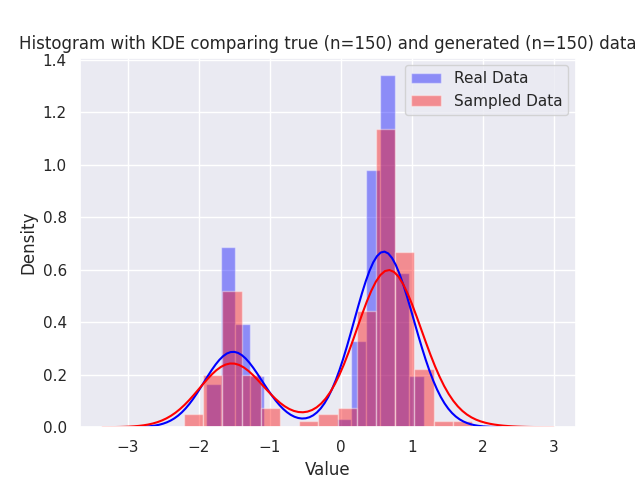 Histogram with KDE comparing true (n=150) and generated (n=150) data
Real Data
Sampled Data
Density
1.4
1.2
1.0
0.8
0.6
0.4
0.2
0.0
−3 −2 −1 0 1 2 3
Value